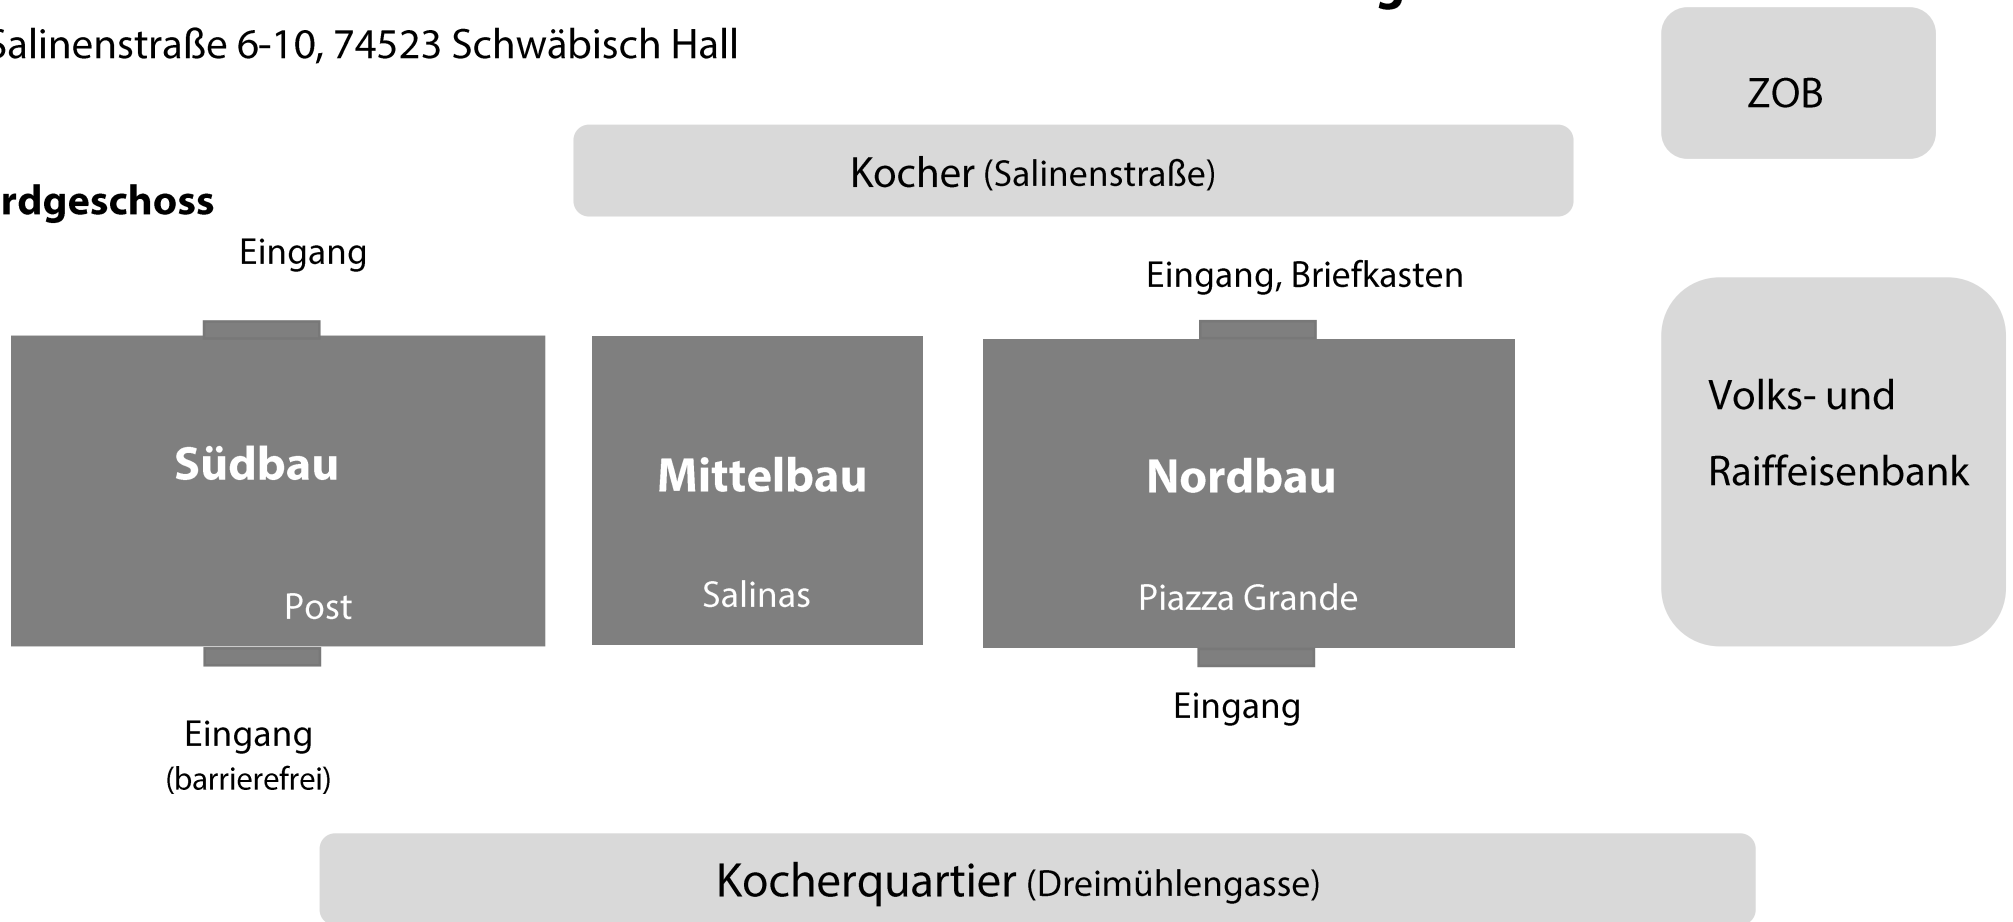 Salinenstraße 6-10, 74523 Schwäbisch Hall
ZOB
Kocher (Salinenstraße)
rdgeschoss
Eingang
Eingang, Briefkasten
Volks- und
Raiffeisenbank
Südbau
Mittelbau
Nordbau
Post
Salinas
Piazza Grande
Eingang
Eingang
(barrierefrei)
Kocherquartier (Dreimühlengasse)